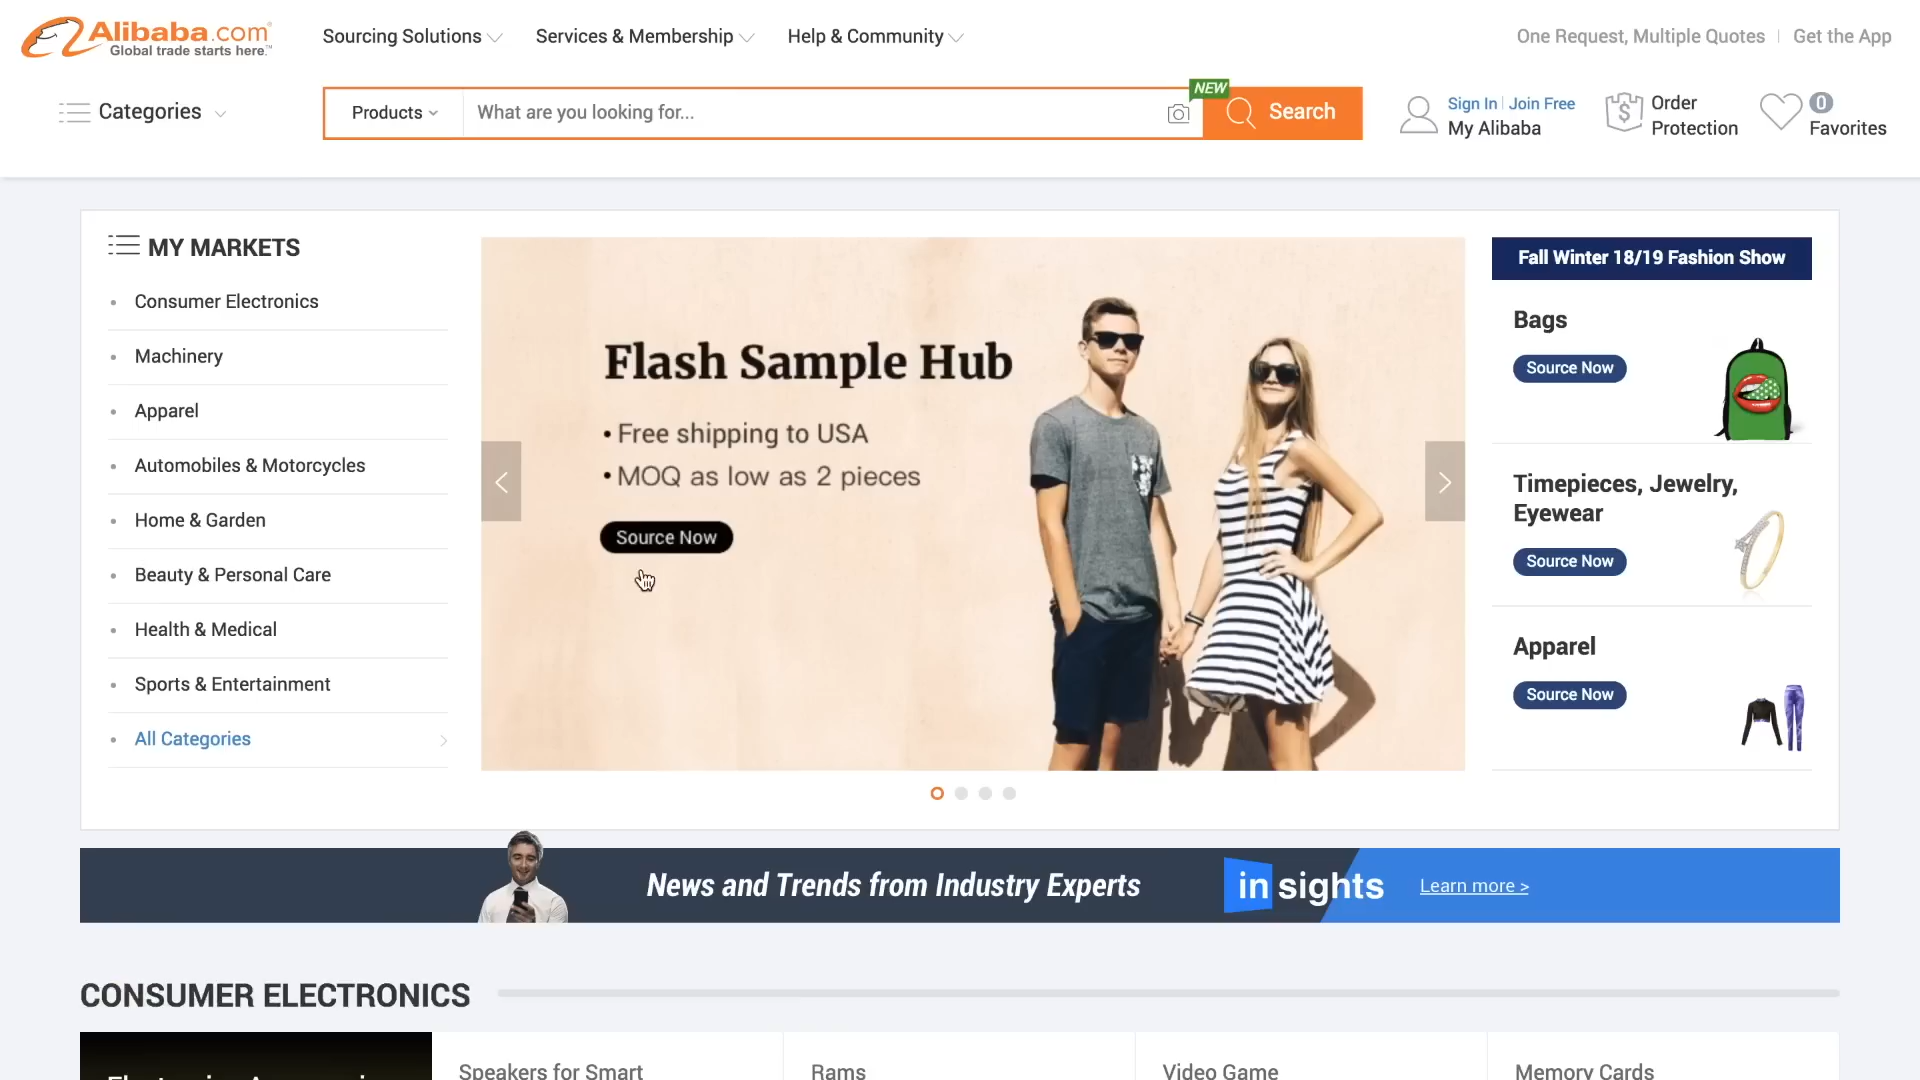 Alibaba.com
Global trade starts here.™
Sourcing Solutions
Services & Membership
Help & Community
One Request, Multiple Quotes
Get the App
Categories
Products
What are you looking for...
NEW
Search
Sign In | Join Free
My Alibaba
Order
Protection
0
Favorites
MY MARKETS
Consumer Electronics
Machinery
Apparel
Automobiles & Motorcycles
Home & Garden
Beauty & Personal Care
Health & Medical
Sports & Entertainment
All Categories
Flash Sample Hub
• Free shipping to USA
• MOQ as low as 2 pieces
Source Now
Fall Winter 18/19 Fashion Show
Bags
Source Now
Timepieces, Jewelry,
Eyewear
Source Now
Apparel
Source Now
News and Trends from Industry Experts
insights
Learn more >
CONSUMER ELECTRONICS
Speakers for Smart
Rams
Video Game
Memory Cards